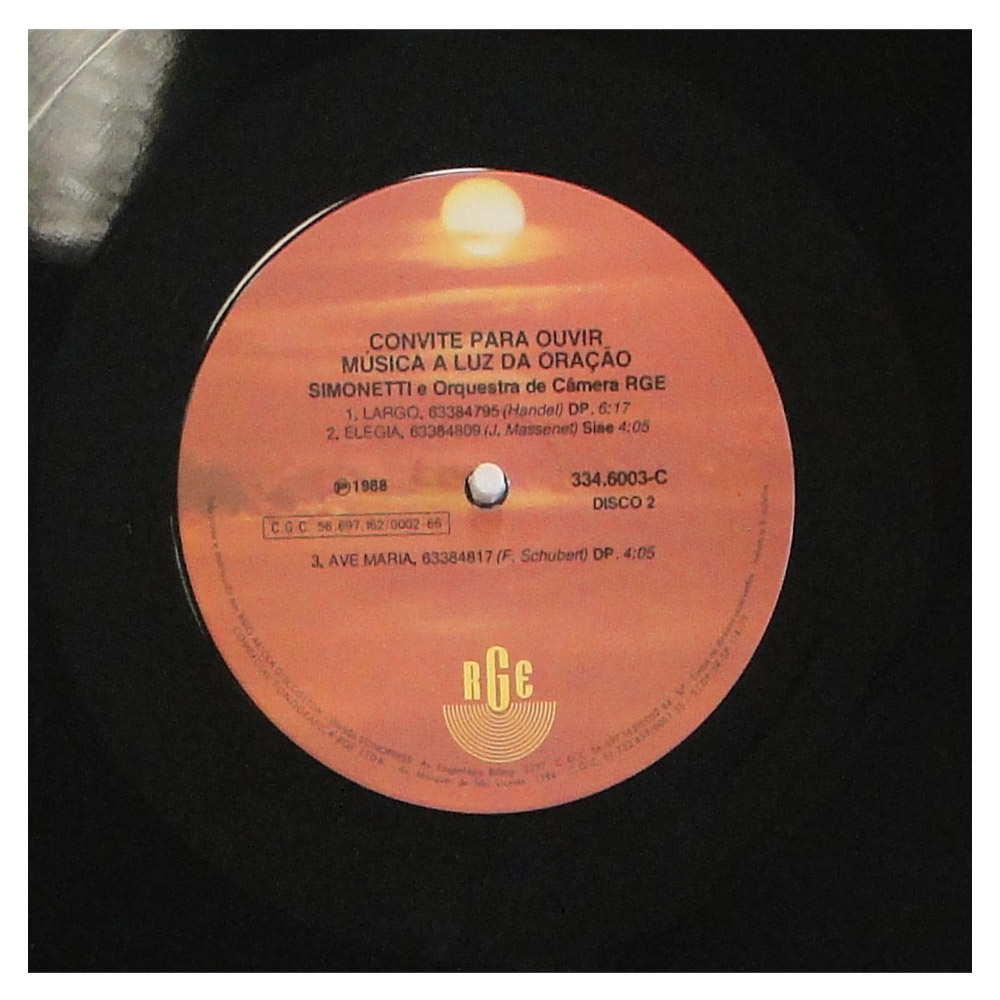 CONVITE PARA OUVIR
MÚSICA A LUZ DA ORAÇÃO
SIMONETTI e Orquestra de Câmera RGE
1. LARGO, 63384795 (Handel) DP. 6:17
2. ELEGIA, 63384809 (J. Massenet) Siae 4:05
℗1988
334.6003-C
DISCO 2
C.G.C. 56.697.162/0002-66
3. AVE MARIA, 63384817 (F. Schubert) DP. 4:05
RGE